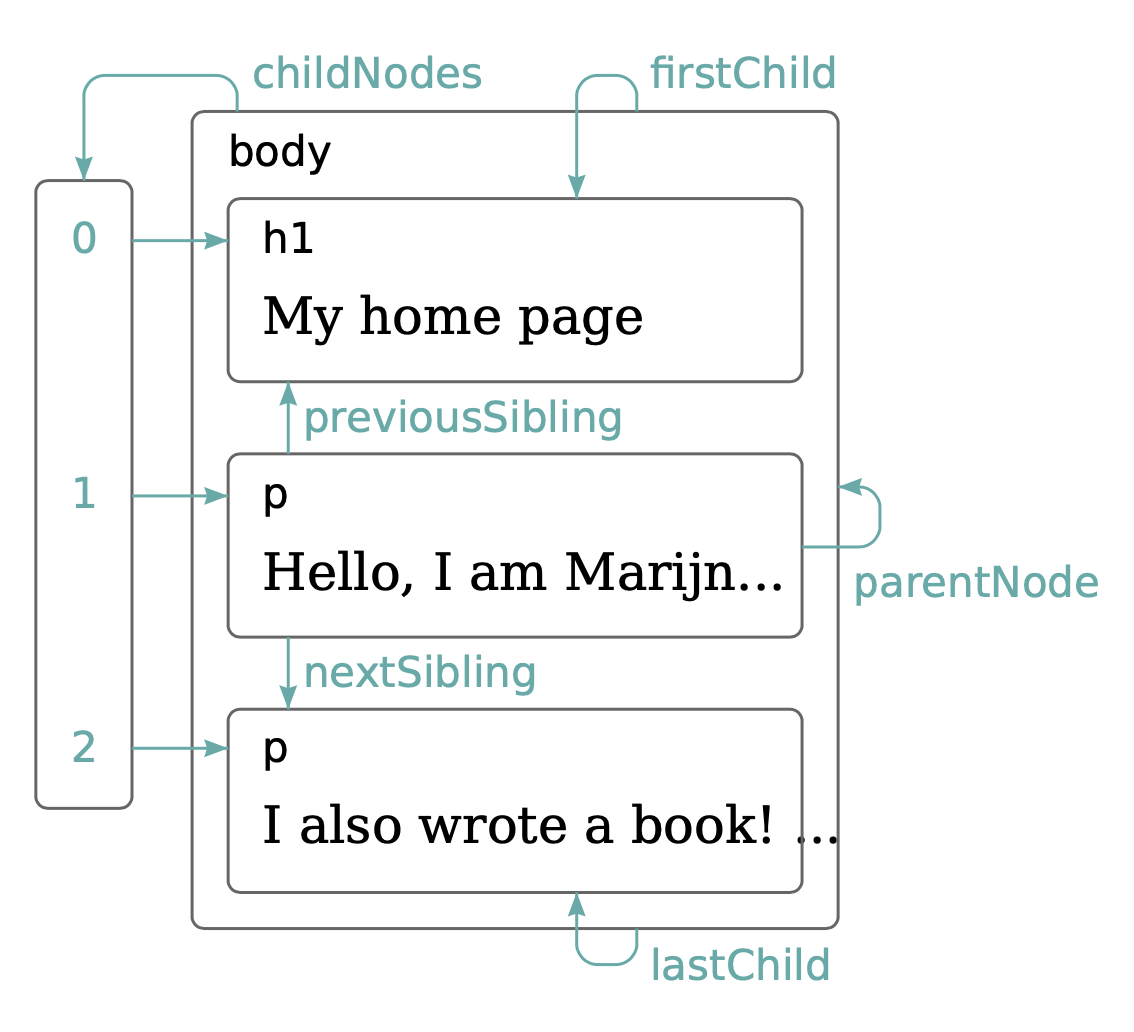 childNodes
firstChild
body
0
h1
My home page
previousSibling
1
p
Hello, I am Marijn...
parentNode
nextSibling
2
p
I also wrote a book! ...
lastChild